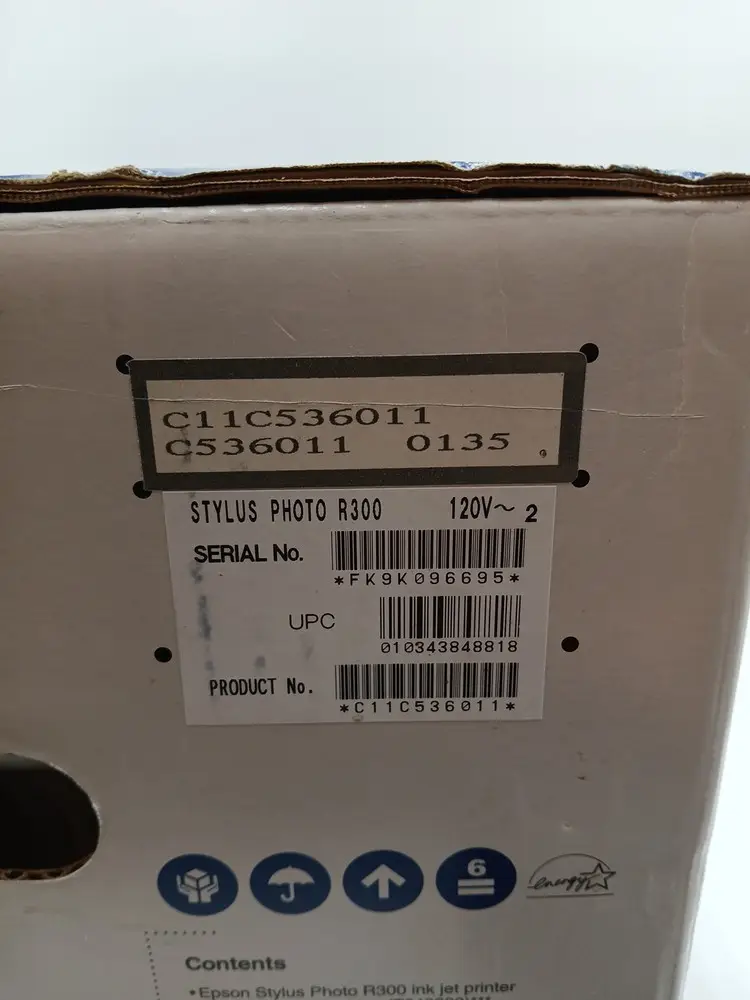 C11C536011
C536011 0135
STYLUS PHOTO R300 120V~ 2
SERIAL No.
*FK9K096695*
UPC
010343848818
PRODUCT No.
*C11C536011*
6
energy
Contents
•Epson Stylus Photo R300 ink jet printer